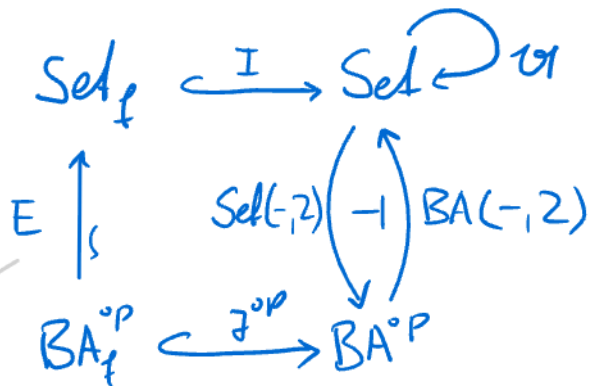 Set_f I Set 𝔙
E Set(-,2) ⊣ BA(-,2)
BA_f^op J^op BA^op